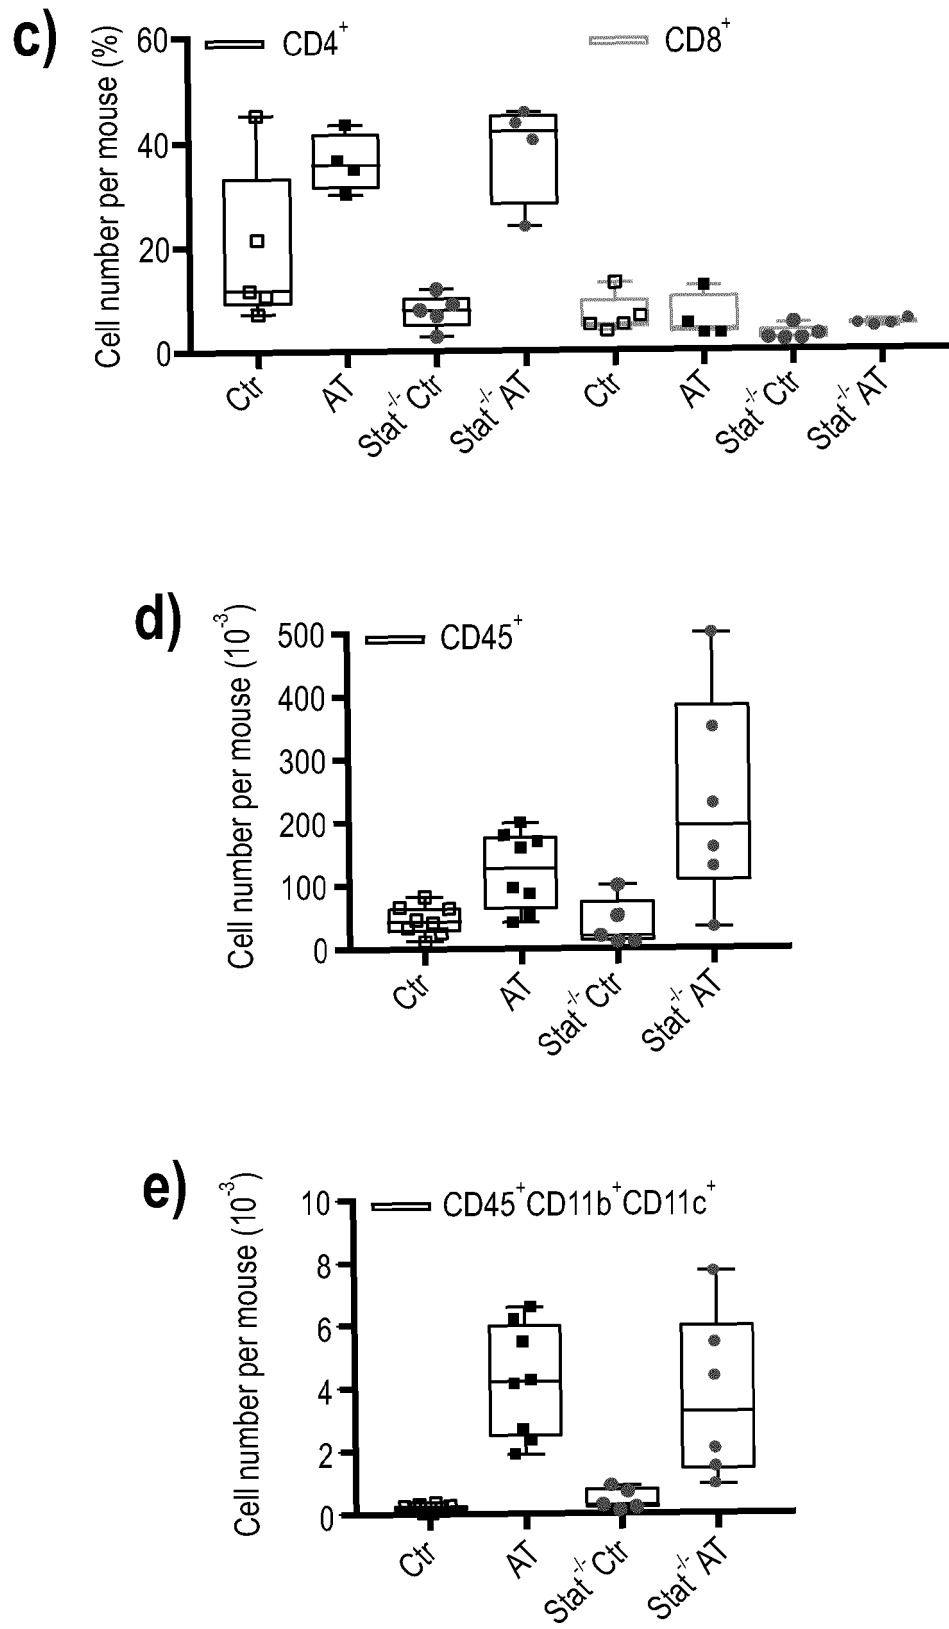 c)
Cell number per mouse (%)
CD4+
CD8+
60
40
20
0
Ctr
AT
Stat-/- Ctr
Stat-/- AT
Ctr
AT
Stat-/- Ctr
Stat-/- AT
d)
Cell number per mouse (10-3)
CD45+
500
400
300
200
100
0
Ctr
AT
Stat-/- Ctr
Stat-/- AT
e)
Cell number per mouse (10-3)
CD45+CD11b+CD11c+
10
8
6
4
2
0
Ctr
AT
Stat-/- Ctr
Stat-/- AT